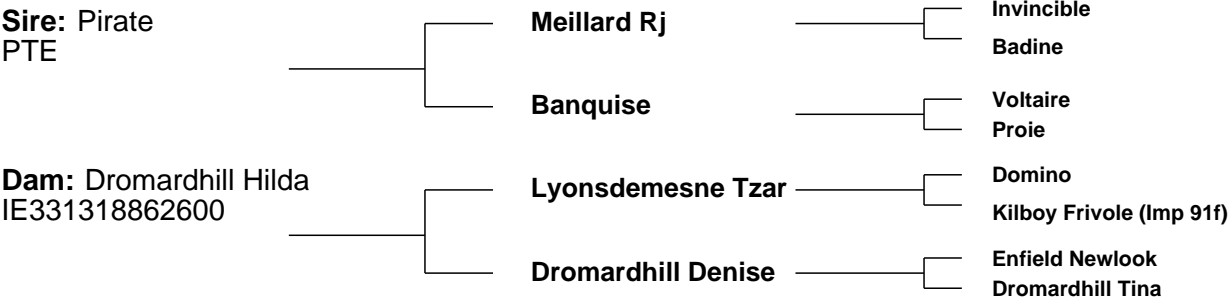 Sire: Pirate
PTE
Meillard Rj
Invincible
Badine
Banquise
Voltaire
Proie
Dam: Dromardhill Hilda
IE331318862600
Lyonsdemesne Tzar
Domino
Kilboy Frivole (Imp 91f)
Dromardhill Denise
Enfield Newlook
Dromardhill Tina